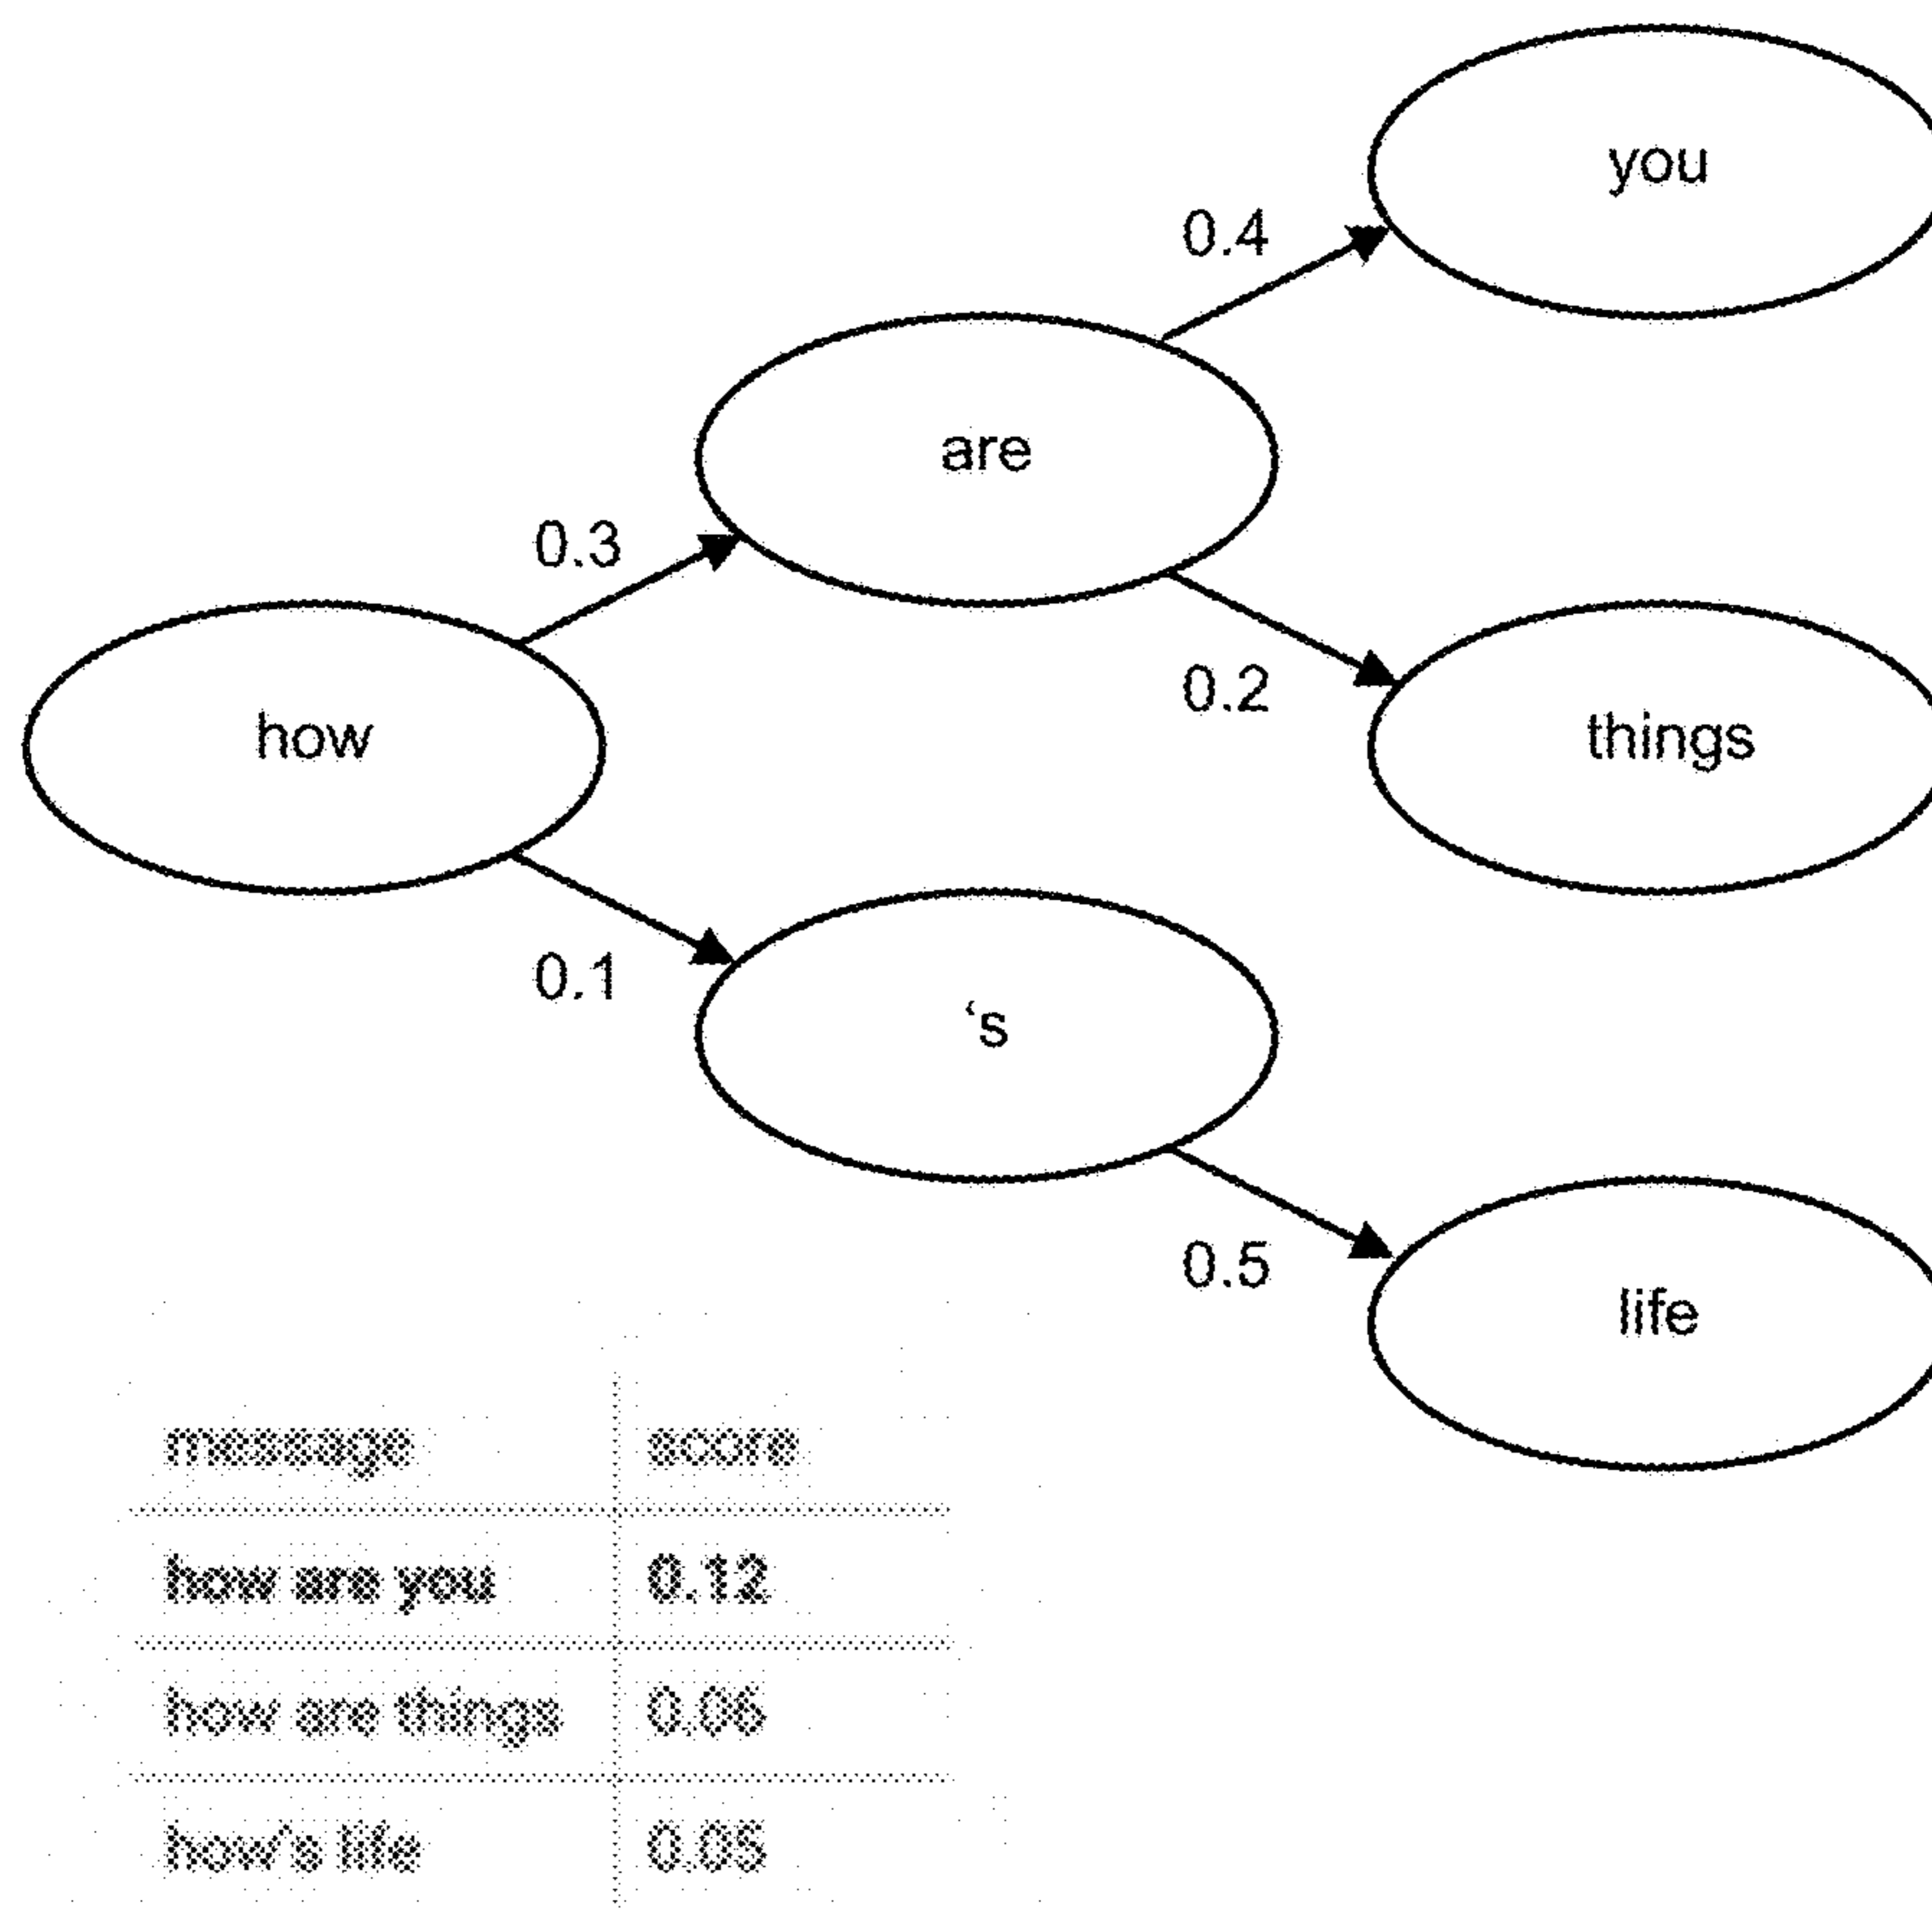 you
0.4
are
0.3
0.2
how
things
0.1
‘s
0.5
life
message score
how are you 0.12
how are things 0.06
how's life 0.05